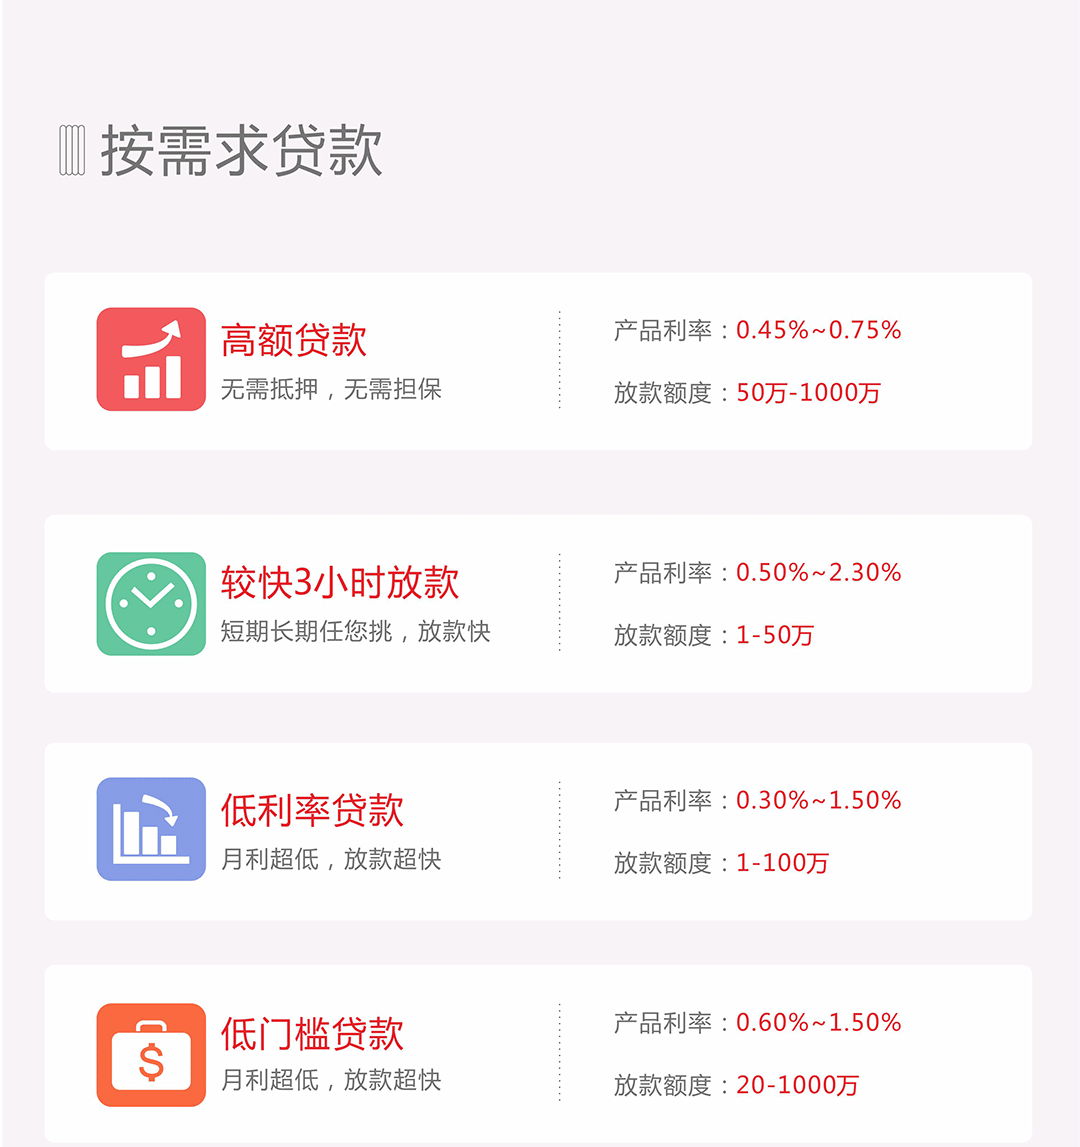 按需求贷款
高额贷款
无需抵押，无需担保
产品利率：0.45%~0.75%
放款额度：50万-1000万
较快3小时放款
短期长期任您挑，放款快
产品利率：0.50%~2.30%
放款额度：1-50万
低利率贷款
月利超低，放款超快
产品利率：0.30%~1.50%
放款额度：1-100万
$
低门槛贷款
月利超低，放款超快
产品利率：0.60%~1.50%
放款额度：20-1000万